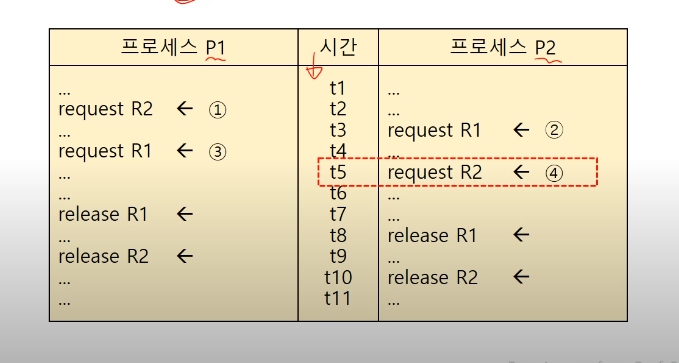 프로세스 P1 시간 프로세스 P2
... t1 ...
request R2 ← ① t2 ...
... t3 request R1 ← ②
request R1 ← ③ t4 ...
... t5 request R2 ← ④
... t6 ...
release R1 ← t7 ...
... t8 release R1 ←
release R2 ← t9 ...
... t10 release R2 ←
... t11 ...